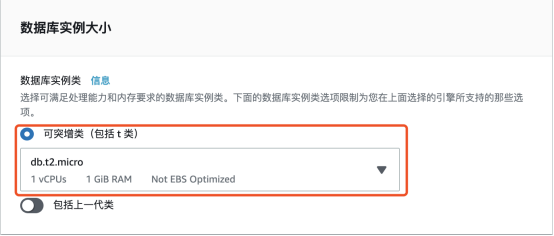 数据库实例大小
数据库实例类 信息
选择可满足处理能力和内存要求的数据库实例类。下面的数据库实例类选项限制为您在上面选择的引擎所支持的那些选
项。
可突增类（包括 t 类）
db.t2.micro
1 vCPUs 1 GiB RAM Not EBS Optimized
包括上一代类